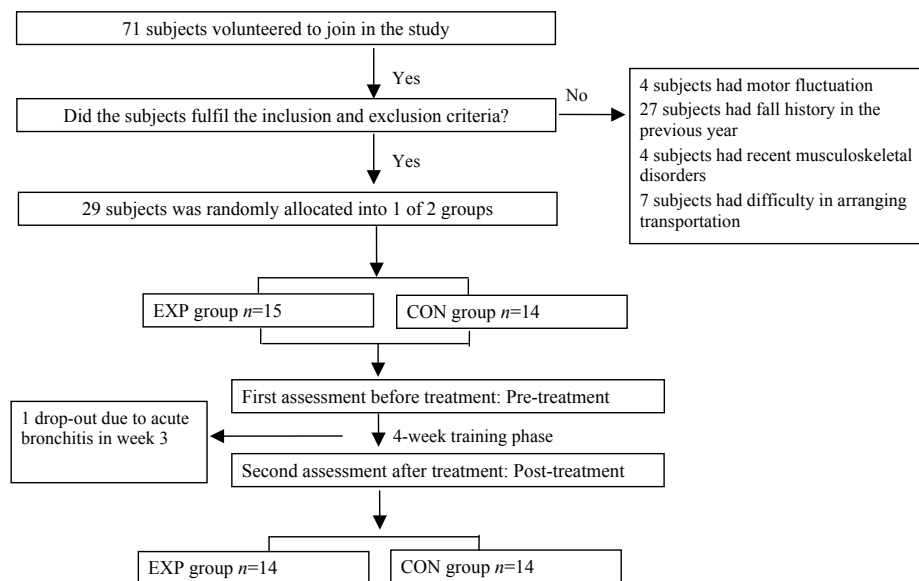 71 subjects volunteered to join in the study
Yes
Did the subjects fulfil the inclusion and exclusion criteria?
No
4 subjects had motor fluctuation
27 subjects had fall history in the
previous year
4 subjects had recent musculoskeletal
disorders
7 subjects had difficulty in arranging
transportation
Yes
29 subjects was randomly allocated into 1 of 2 groups
EXP group n=15
CON group n=14
First assessment before treatment: Pre-treatment
1 drop-out due to acute
bronchitis in week 3
4-week training phase
Second assessment after treatment: Post-treatment
EXP group n=14
CON group n=14